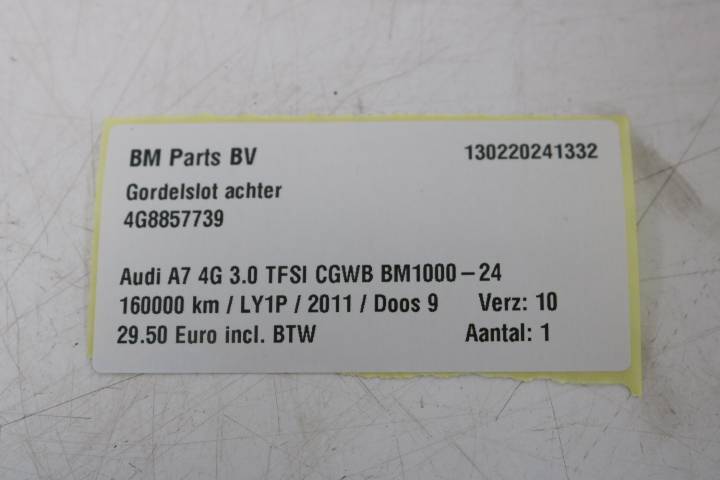 BM Parts BV 130220241332
Gordelslot achter
4G8857739
Audi A7 4G 3.0 TFSI CGWB BM1000-24
160000 km / LY1P / 2011 / Doos 9 Verz: 10
29.50 Euro incl. BTW Aantal: 1